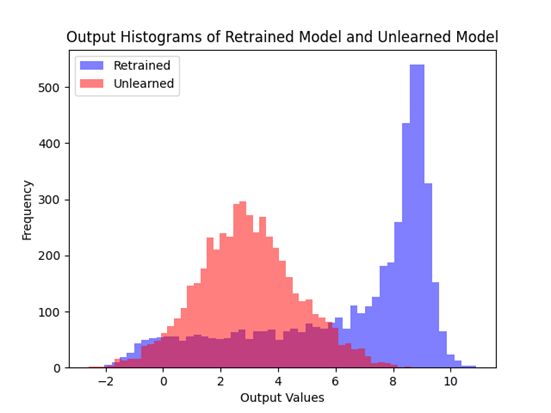 Output Histograms of Retrained Model and Unlearned Model
Retrained
Unlearned
500
400
300
200
100
0
Frequency
−2 0 2 4 6 8 10
Output Values